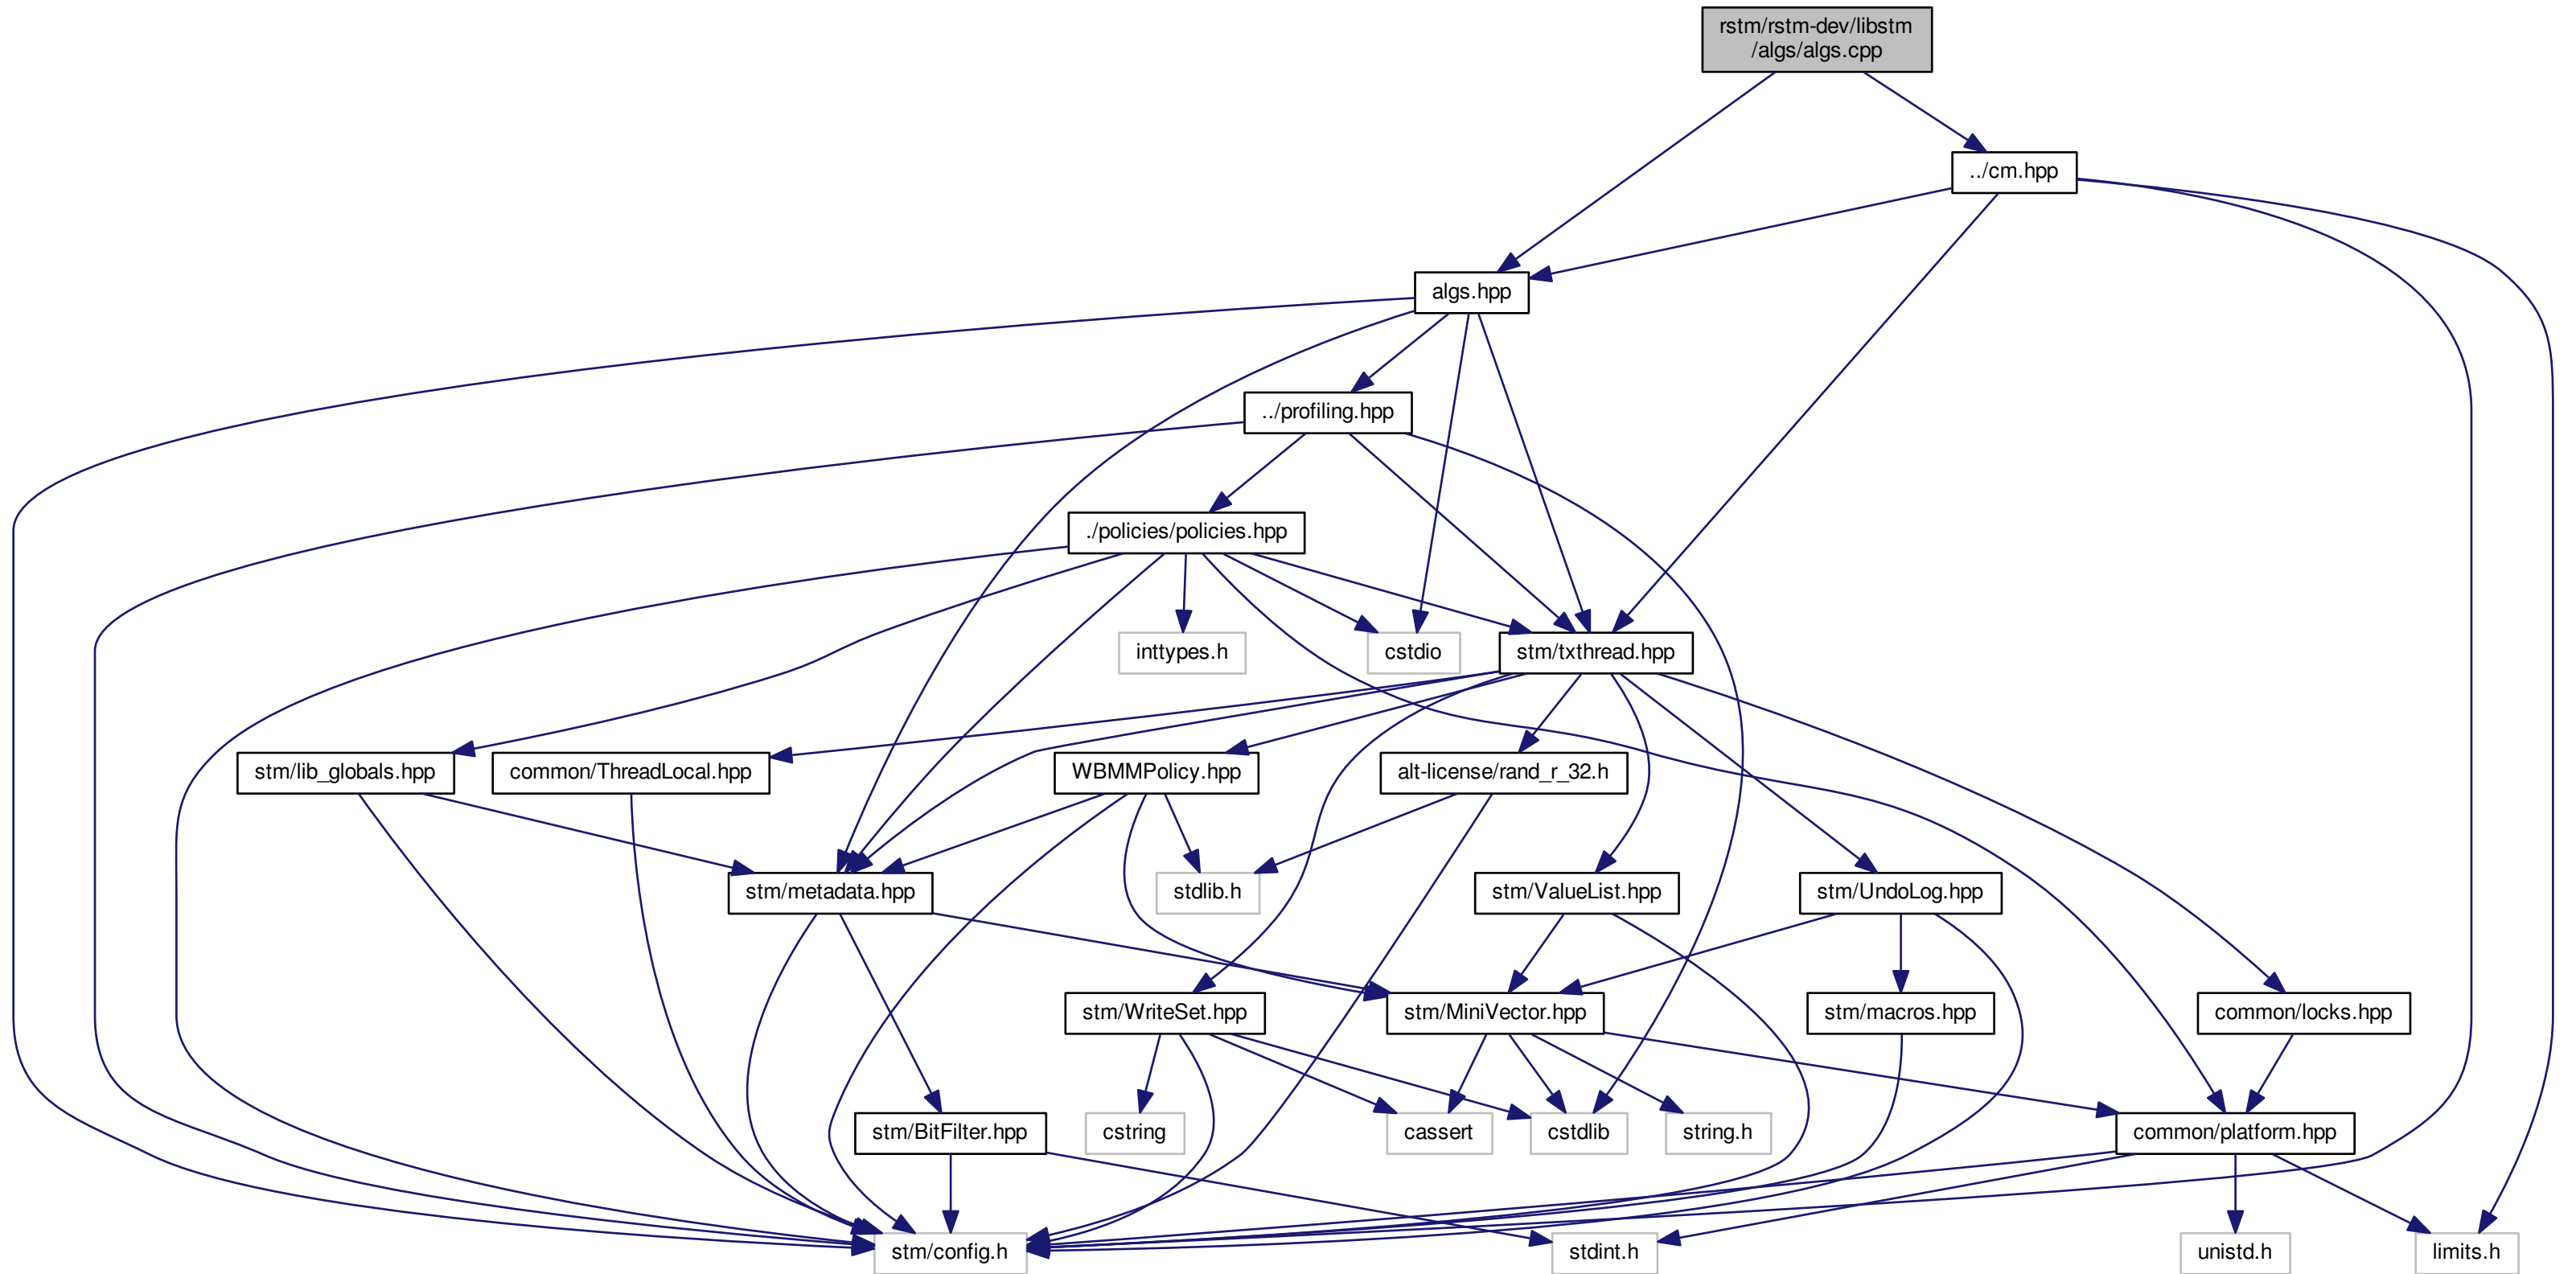 rstm/rstm-dev/libstm
/algs/algs.cpp
../cm.hpp
algs.hpp
../profiling.hpp
./policies/policies.hpp
inttypes.h
cstdio
stm/txthread.hpp
stm/lib_globals.hpp
common/ThreadLocal.hpp
WBMMPolicy.hpp
alt-license/rand_r_32.h
stm/metadata.hpp
stdlib.h
stm/ValueList.hpp
stm/UndoLog.hpp
stm/WriteSet.hpp
stm/MiniVector.hpp
stm/macros.hpp
common/locks.hpp
stm/BitFilter.hpp
cstring
cassert
cstdlib
string.h
common/platform.hpp
stm/config.h
stdint.h
unistd.h
limits.h